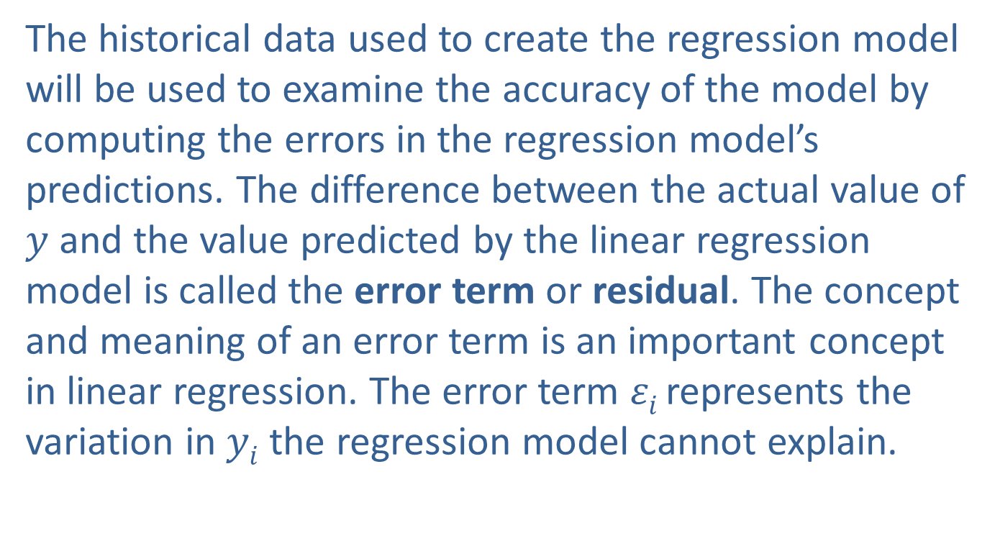 The historical data used to create the regression model
will be used to examine the accuracy of the model by
computing the errors in the regression model’s
predictions. The difference between the actual value of
𝑦 and the value predicted by the linear regression
model is called the error term or residual. The concept
and meaning of an error term is an important concept
in linear regression. The error term 𝜀ᵢ represents the
variation in 𝑦ᵢ the regression model cannot explain.